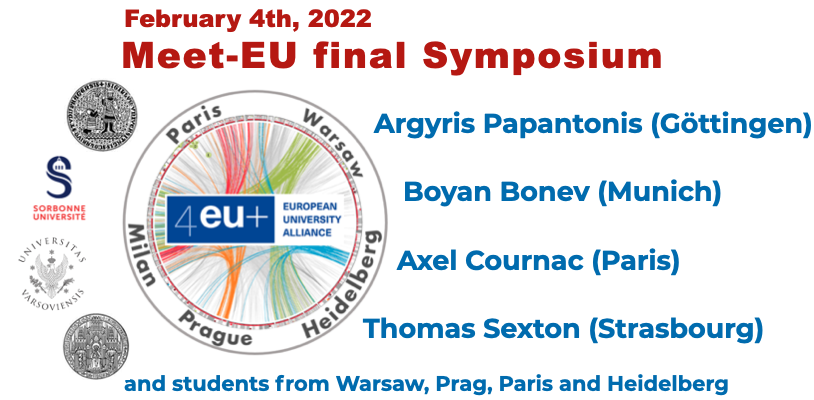 February 4th, 2022
Meet-EU final Symposium
Paris
Warsaw
Milan
Heidelberg
Prague
4eu+
EUROPEAN
UNIVERSITY
ALLIANCE
SORBONNE
UNIVERSITÉ
UNIVERSITAS
VARSOVIENSIS
Argyris Papantonis (Göttingen)
Boyan Bonev (Munich)
Axel Cournac (Paris)
Thomas Sexton (Strasbourg)
and students from Warsaw, Prag, Paris and Heidelberg